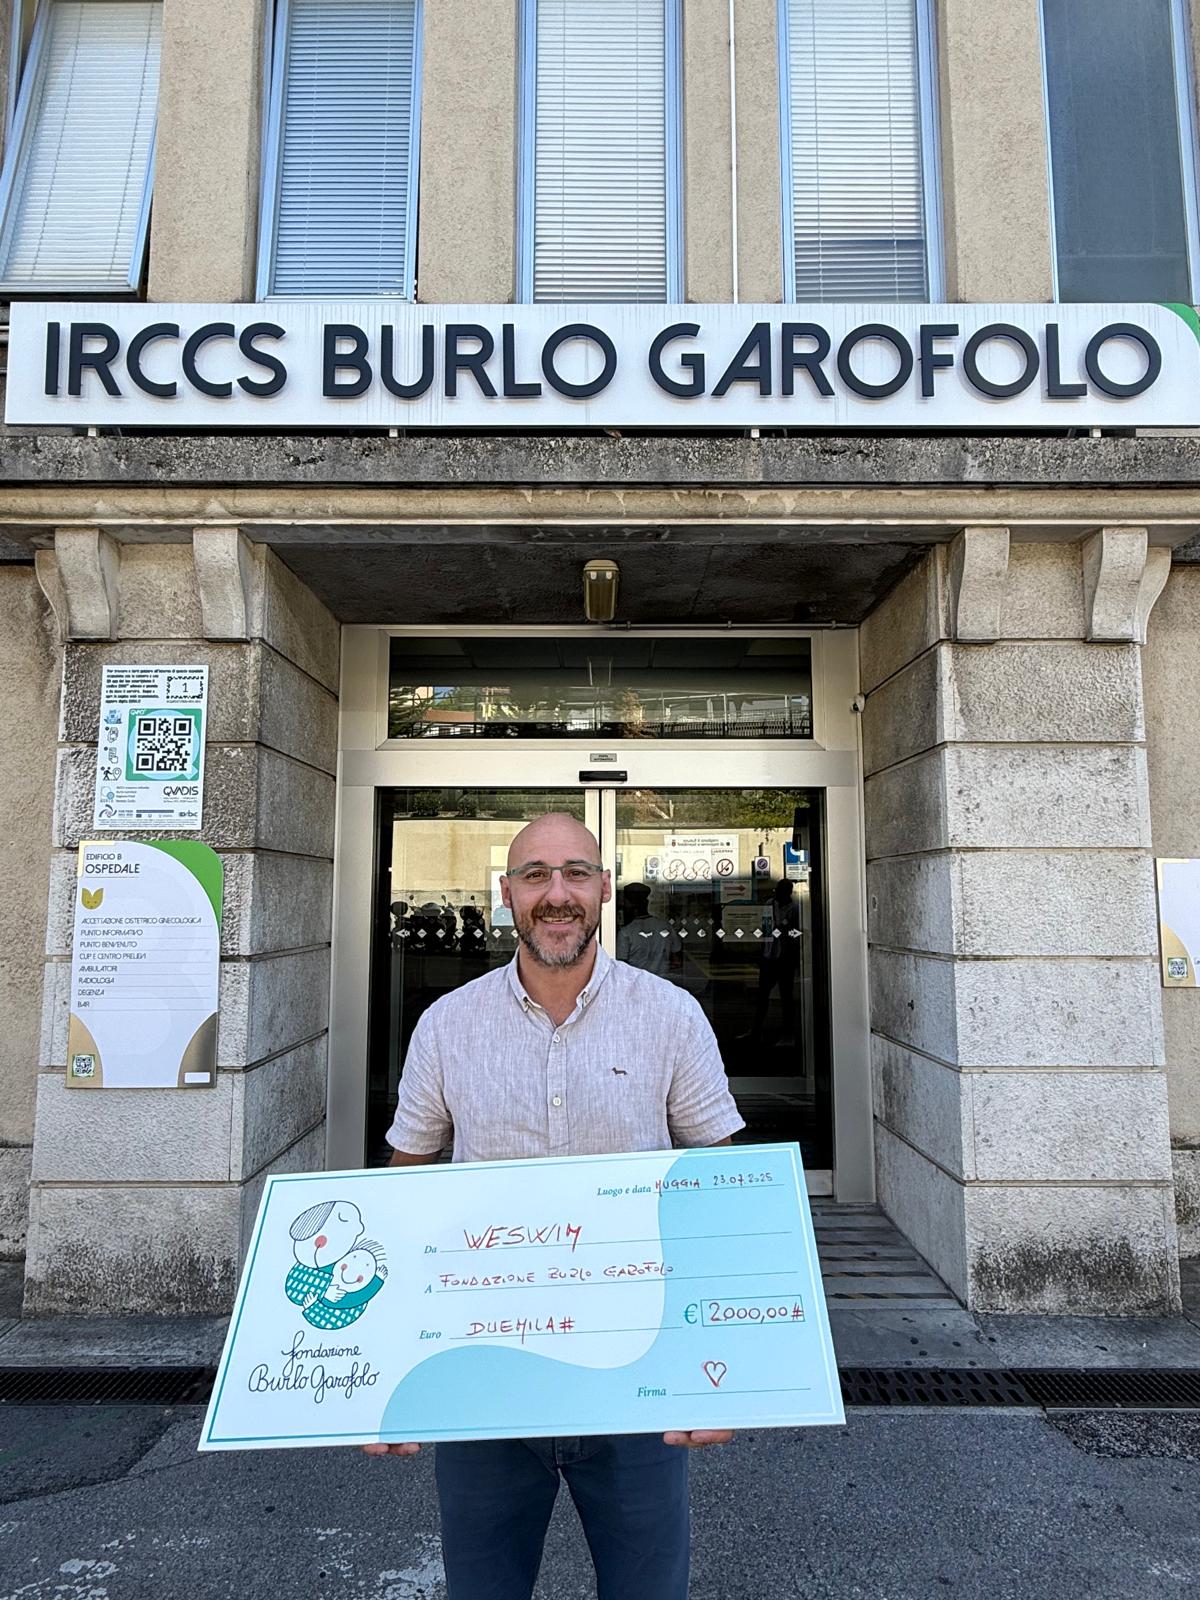 IRCCS BURLO GAROFOLO
1
QVADIS
EDIFICIO B
OSPEDALE
ACCETTAZIONE OSTETRICO GINECOLOGICA
PUNTO INFORMATIVO
PUNTO BENVENUTO
CUP E CENTRO PRELIEVI
AMBULATORI
RADIOLOGIA
DEGENZA
BAR
Luogo e data MUGGIA 23.07.2025
Da WESWIM
A FONDAZIONE BURLO GAROFOLO
Euro DUEMILA#
€ 2000,00#
Firma
fondazione
Burlo Garofolo